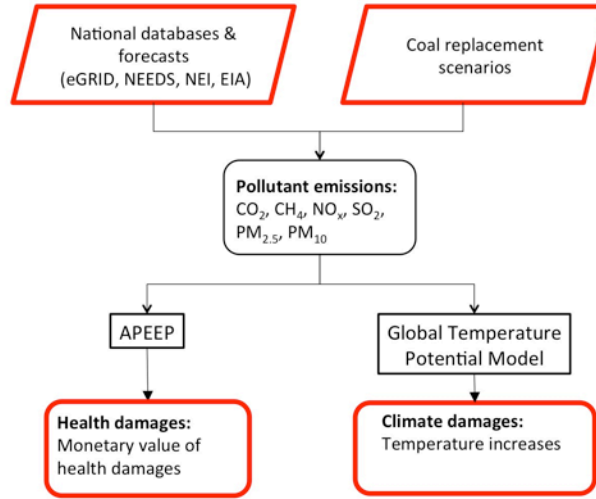 National databases &
forecasts
(eGRID, NEEDS, NEI, EIA)
Coal replacement
scenarios
Pollutant emissions:
CO₂, CH₄, NOₓ, SO₂,
PM₂.₅, PM₁₀
APEEP
Global Temperature
Potential Model
Health damages:
Monetary value of
health damages
Climate damages:
Temperature increases